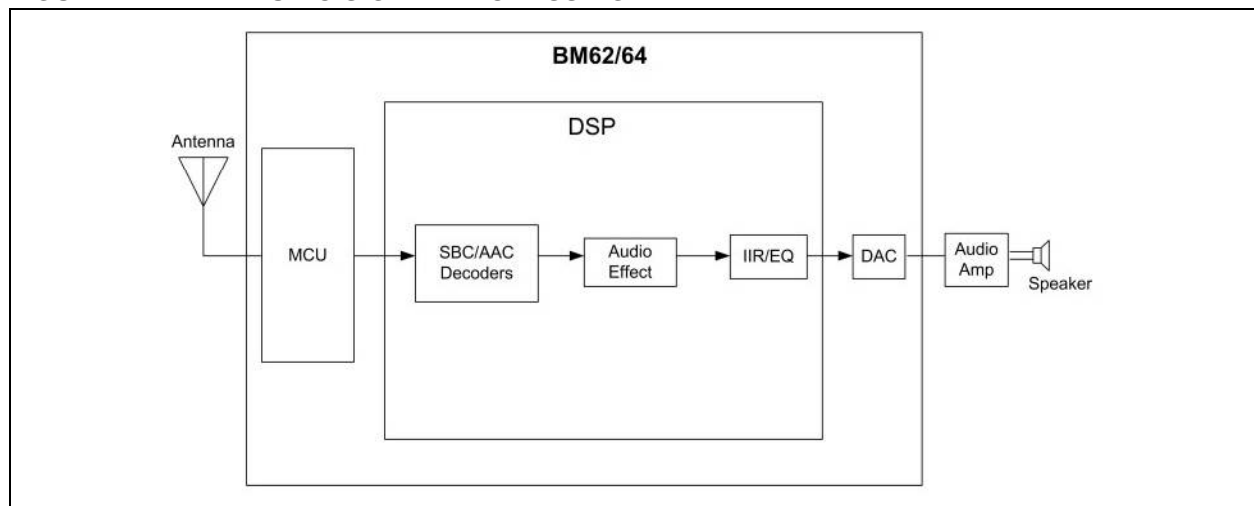 BM62/64
DSP
Antenna
MCU
SBC/AAC
Decoders
Audio
Effect
IIR/EQ
DAC
Audio
Amp
Speaker